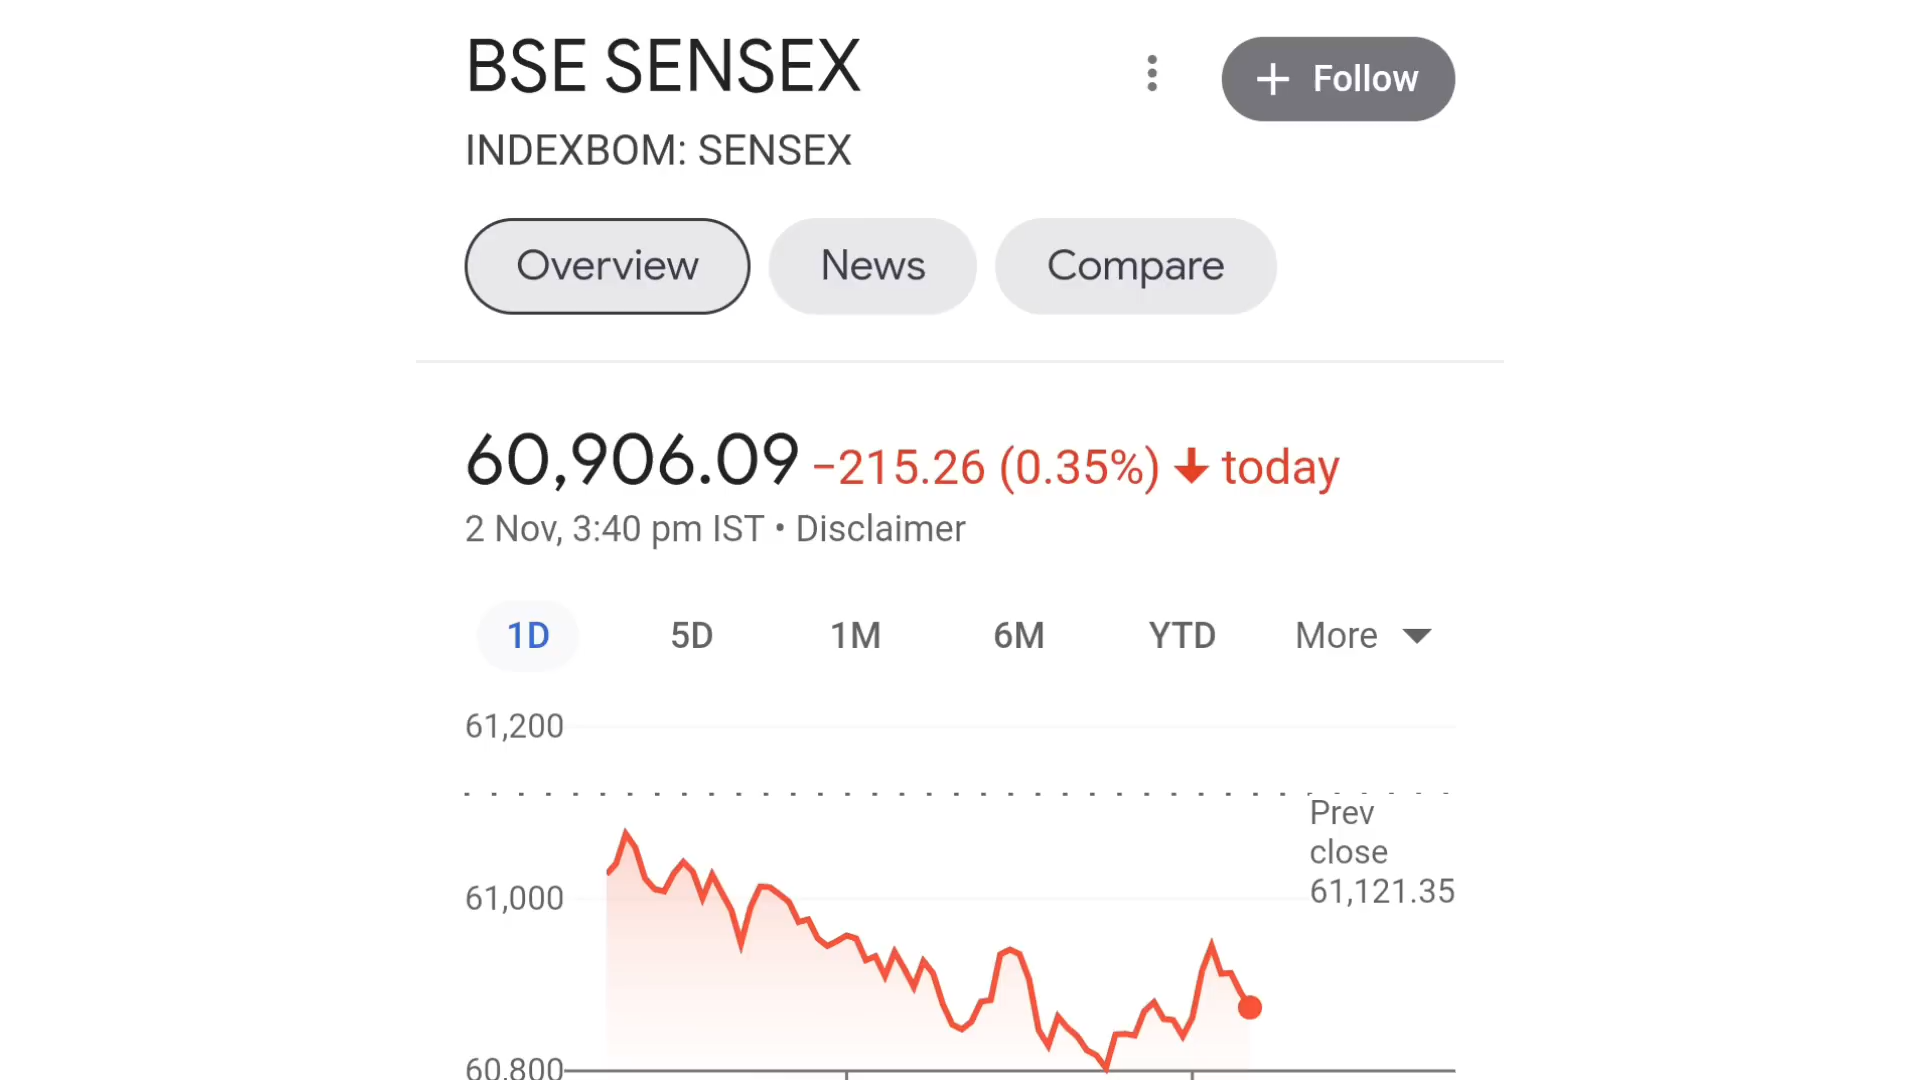 BSE SENSEX
+ Follow
INDEXBOM: SENSEX
Overview
News
Compare
60,906.09 −215.26 (0.35%) ↓ today
2 Nov, 3:40 pm IST • Disclaimer
1D 5D 1M 6M YTD More
61,200
Prev
close
61,121.35
61,000
60,800